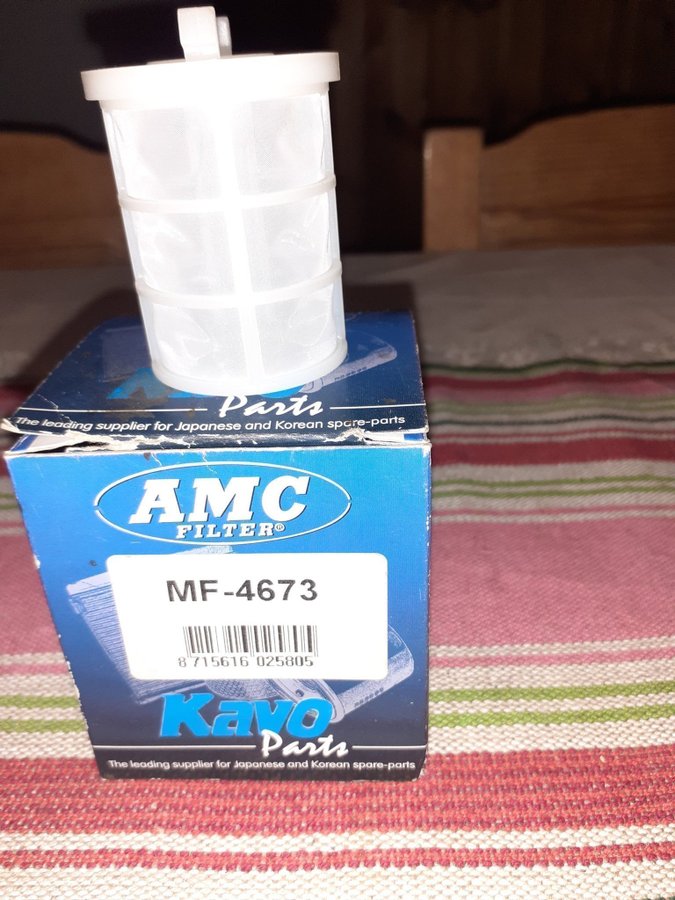 Parts
The leading supplier for Japanese and Korean spare-parts
AMC
FILTER®
MF-4673
8 715616 025805
Kavo
Parts
The leading supplier for Japanese and Korean spare-parts